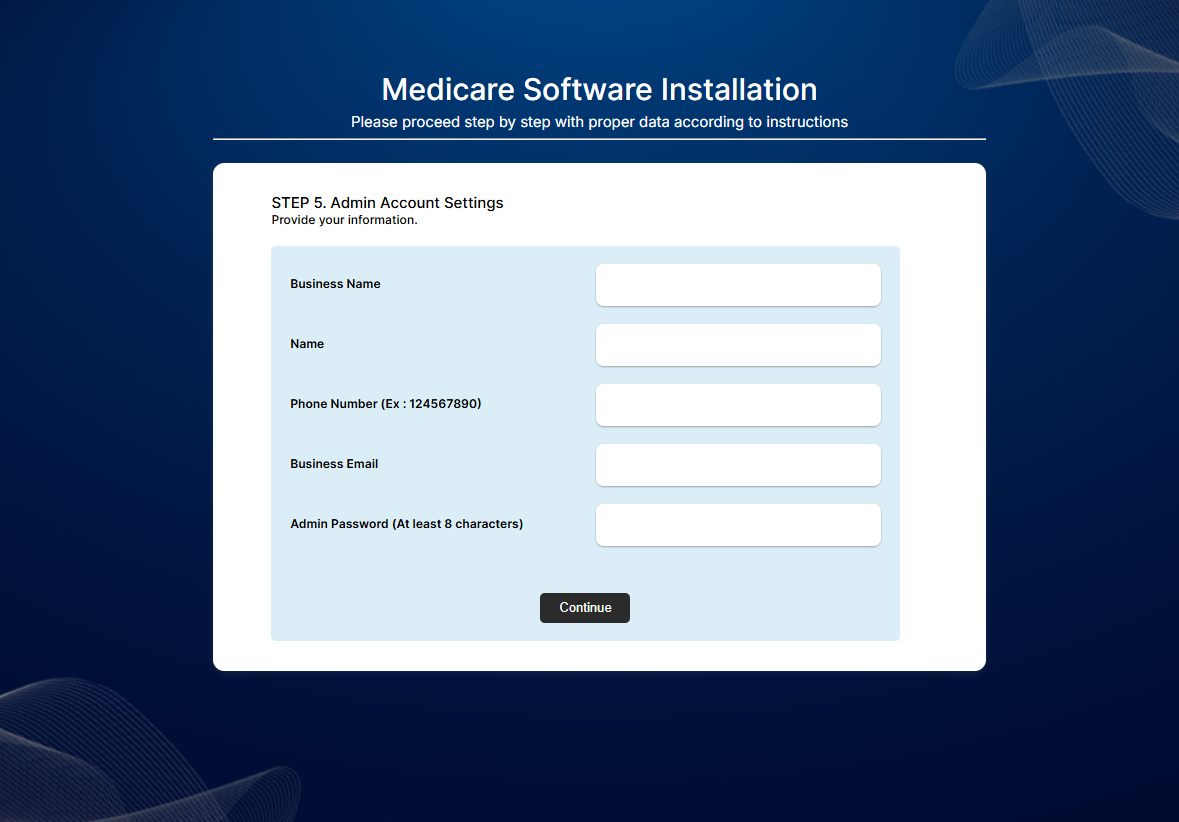 Medicare Software Installation
Please proceed step by step with proper data according to instructions
STEP 5. Admin Account Settings
Provide your information.
Business Name
Name
Phone Number (Ex : 124567890)
Business Email
Admin Password (At least 8 characters)
Continue